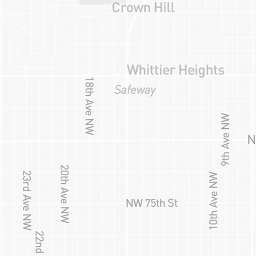 Crown Hill
Whittier Heights
Safeway
18th Ave NW
9th Ave NW
N
20th Ave NW
23rd Ave NW
10th Ave NW
NW 75th St
22nd